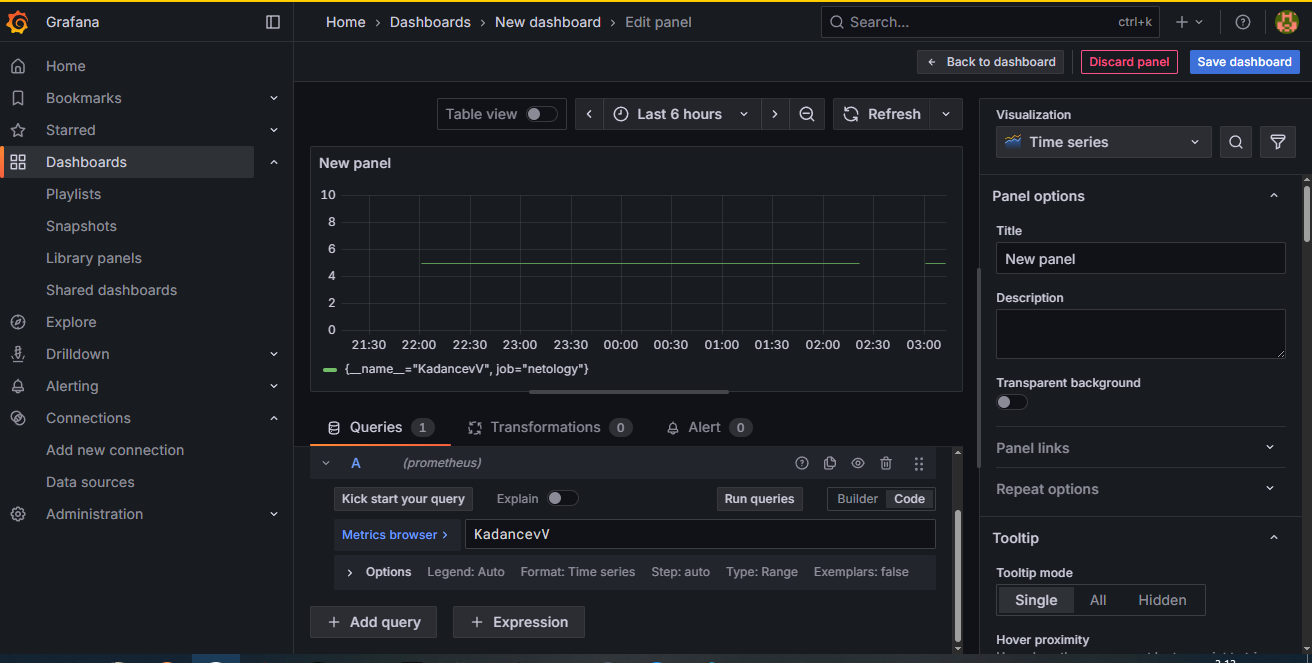 Grafana
Home › Dashboards › New dashboard › Edit panel
Search...
ctrl+k
Back to dashboard
Discard panel
Save dashboard
Home
Bookmarks
Starred
Dashboards
Playlists
Snapshots
Library panels
Shared dashboards
Explore
Drilldown
Alerting
Connections
Add new connection
Data sources
Administration
Table view
Last 6 hours
Refresh
New panel
10
8
6
4
2
0
21:30 22:00 22:30 23:00 23:30 00:00 00:30 01:00 01:30 02:00 02:30 03:00
{__name__="KadancevV", job="netology"}
Queries 1
Transformations 0
Alert 0
A (prometheus)
Kick start your query
Explain
Run queries
Builder Code
Metrics browser ›
KadancevV
› Options Legend: Auto Format: Time series Step: auto Type: Range Exemplars: false
+ Add query
+ Expression
Visualization
Time series
Panel options
Title
New panel
Description
Transparent background
Panel links
Repeat options
Tooltip
Tooltip mode
Single All Hidden
Hover proximity